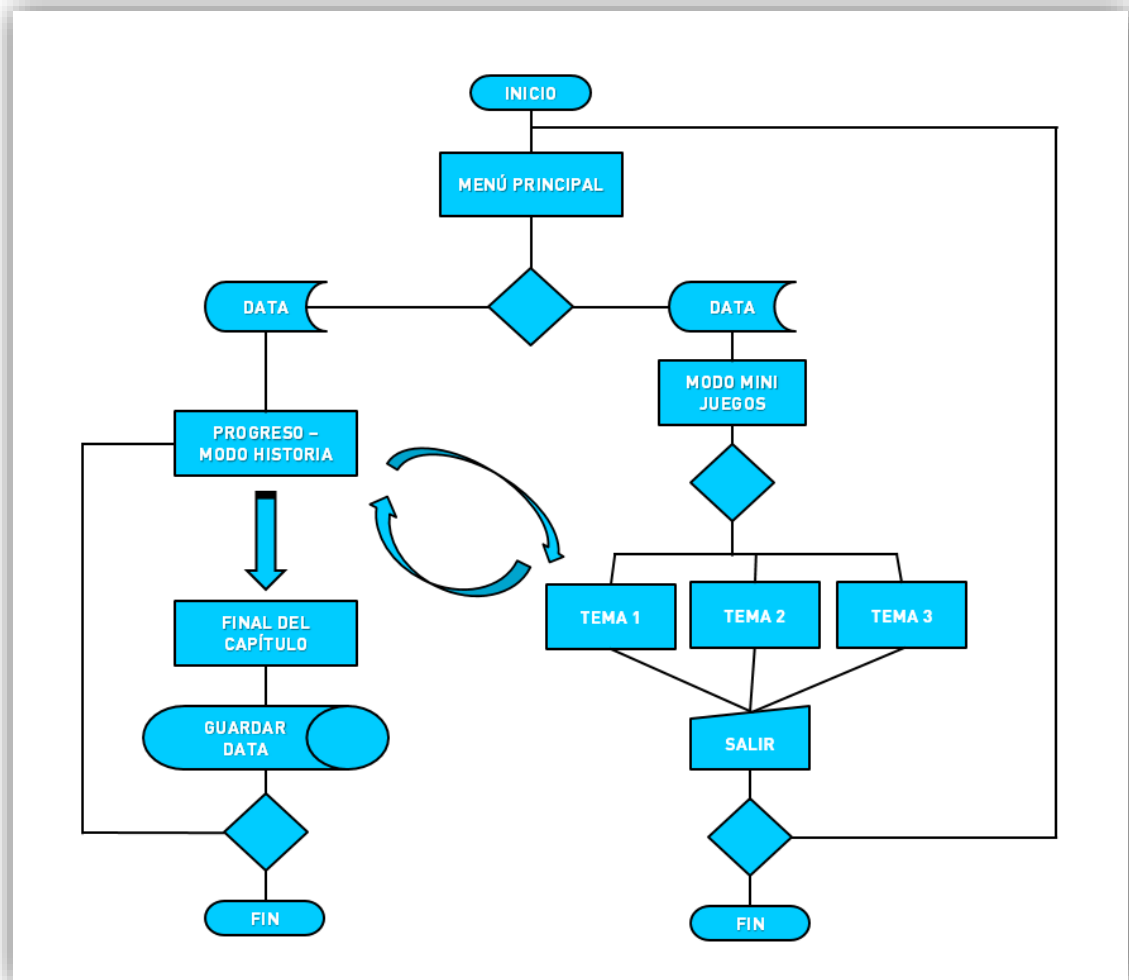 INICIO
MENÚ PRINCIPAL
DATA
DATA
MODO MINI
JUEGOS
PROGRESO –
MODO HISTORIA
TEMA 1
TEMA 2
TEMA 3
FINAL DEL
CAPÍTULO
GUARDAR
DATA
SALIR
FIN
FIN